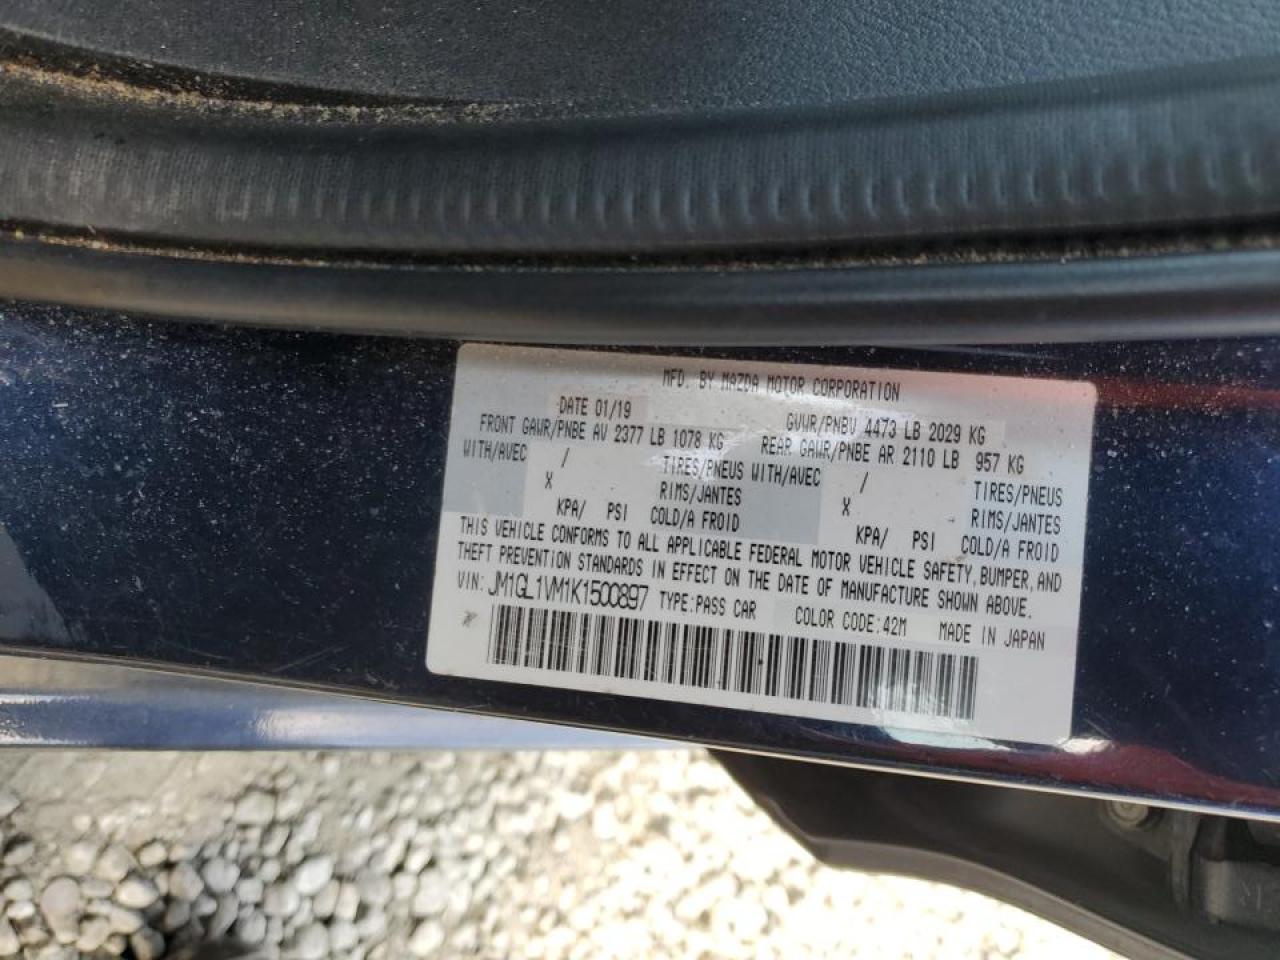 MFD. BY MAZDA MOTOR CORPORATION
DATE 01/19 GVWR/PNBV 4473 LB 2029 KG
FRONT GAWR/PNBE AV 2377 LB 1078 KG REAR GAWR/PNBE AR 2110 LB 957 KG
WITH/AVEC / TIRES/PNEUS WITH/AVEC / TIRES/PNEUS
X RIMS/JANTES X RIMS/JANTES
KPA/ PSI COLD/A FROID KPA/ PSI COLD/A FROID
THIS VEHICLE CONFORMS TO ALL APPLICABLE FEDERAL MOTOR VEHICLE SAFETY, BUMPER, AND
THEFT PREVENTION STANDARDS IN EFFECT ON THE DATE OF MANUFACTURE SHOWN ABOVE.
VIN: JM1GL1VM1K1500897 TYPE:PASS CAR COLOR CODE:42M MADE IN JAPAN